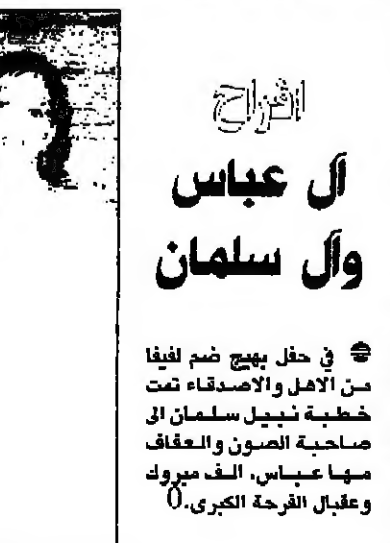 افراح
آل عباس
وآل سلمان
في حفل بهيج ضم لفيفا
من الاهل والاصدقاء تمت
خطبة نبيل سلمان الى
صاحبة الصون والعفاف
مها عباس. الف مبروك
وعقبال الفرحة الكبرى.()